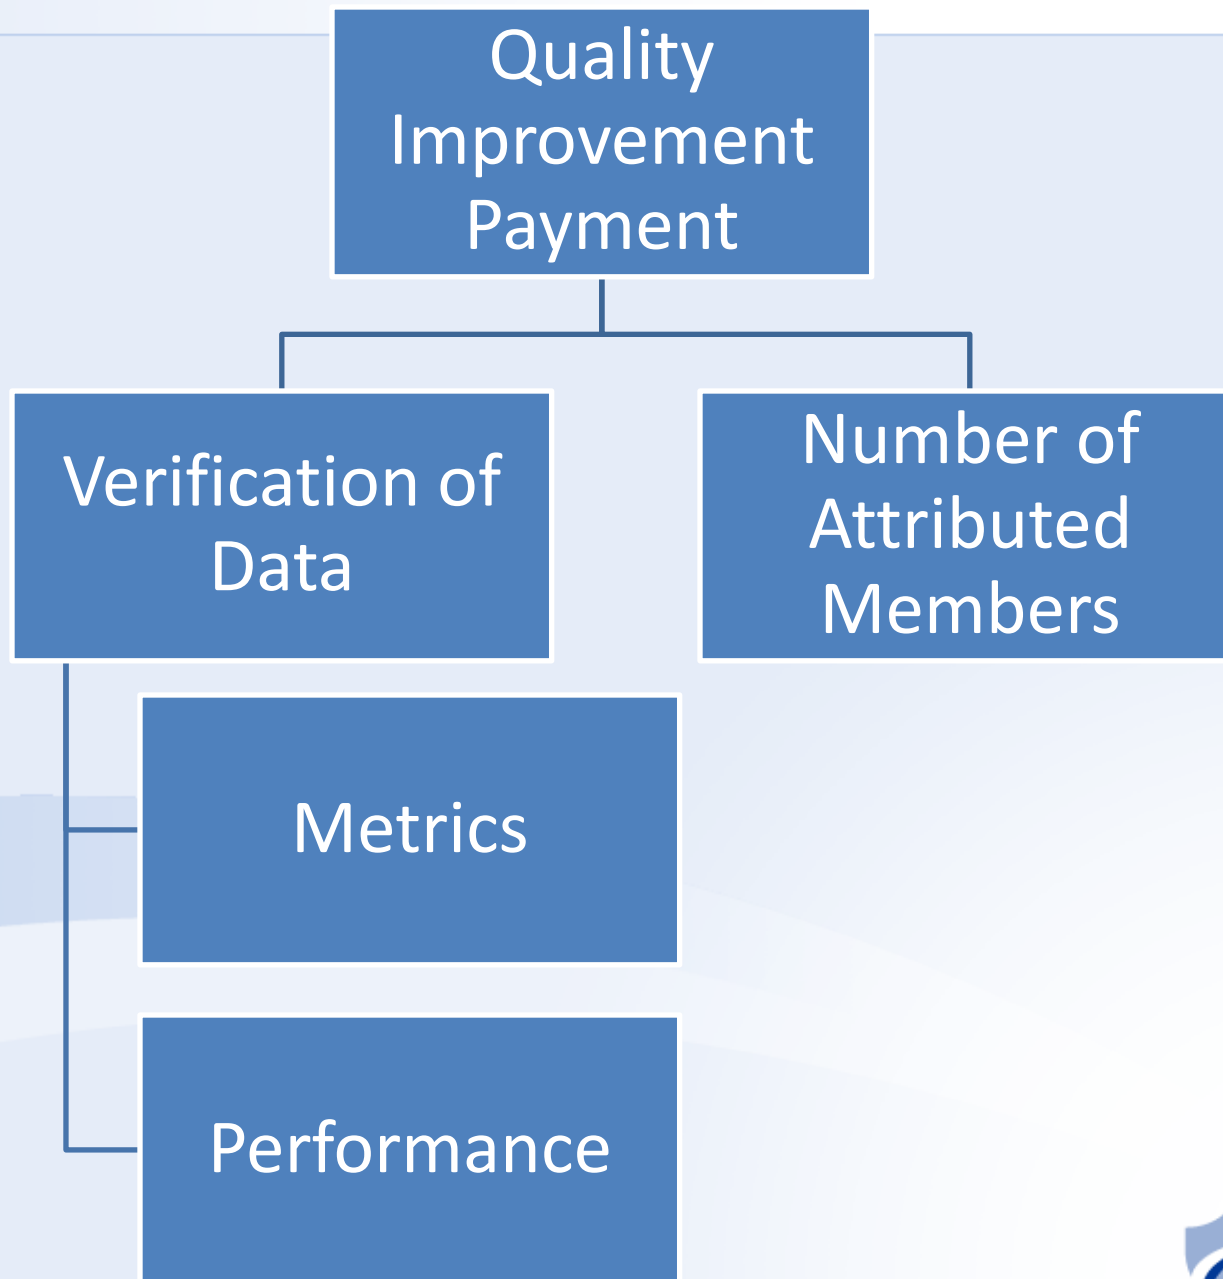 Quality
Improvement
Payment
Verification of
Data
Number of
Attributed
Members
Metrics
Performance